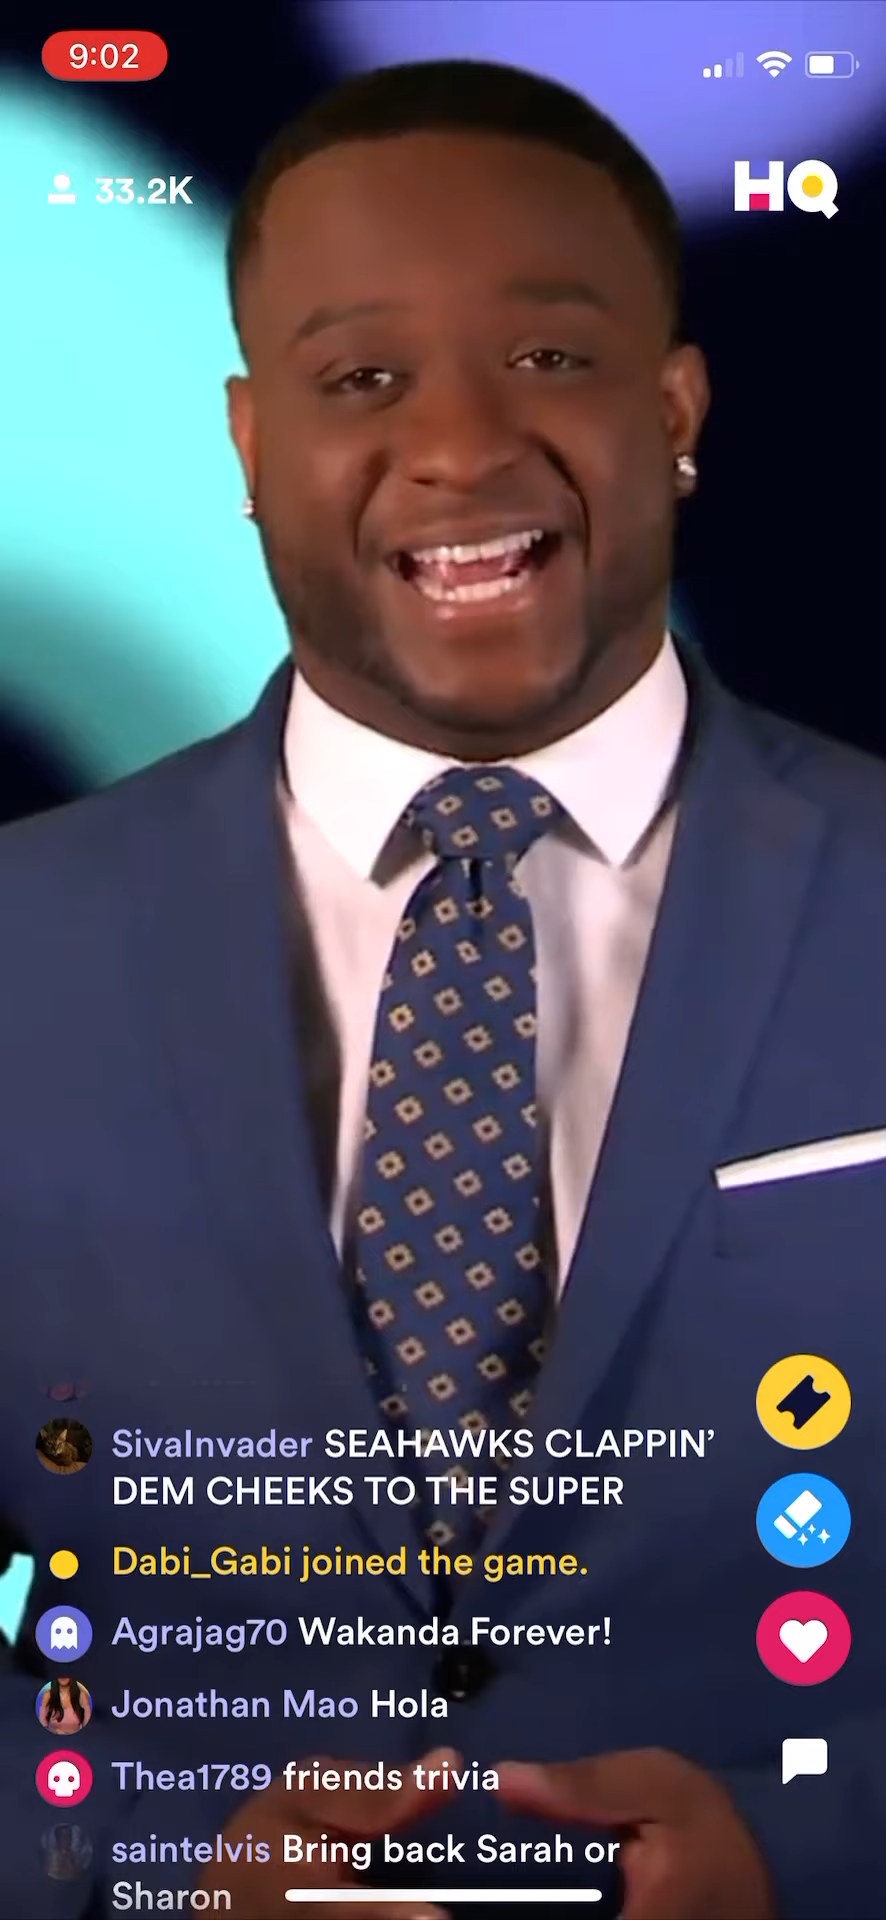 9:02
33.2K
HQ
SivaInvader SEAHAWKS CLAPPIN’
DEM CHEEKS TO THE SUPER
Dabi_Gabi joined the game.
Agrajag70 Wakanda Forever!
Jonathan Mao Hola
Thea1789 friends trivia
saintelvis Bring back Sarah or
Sharon